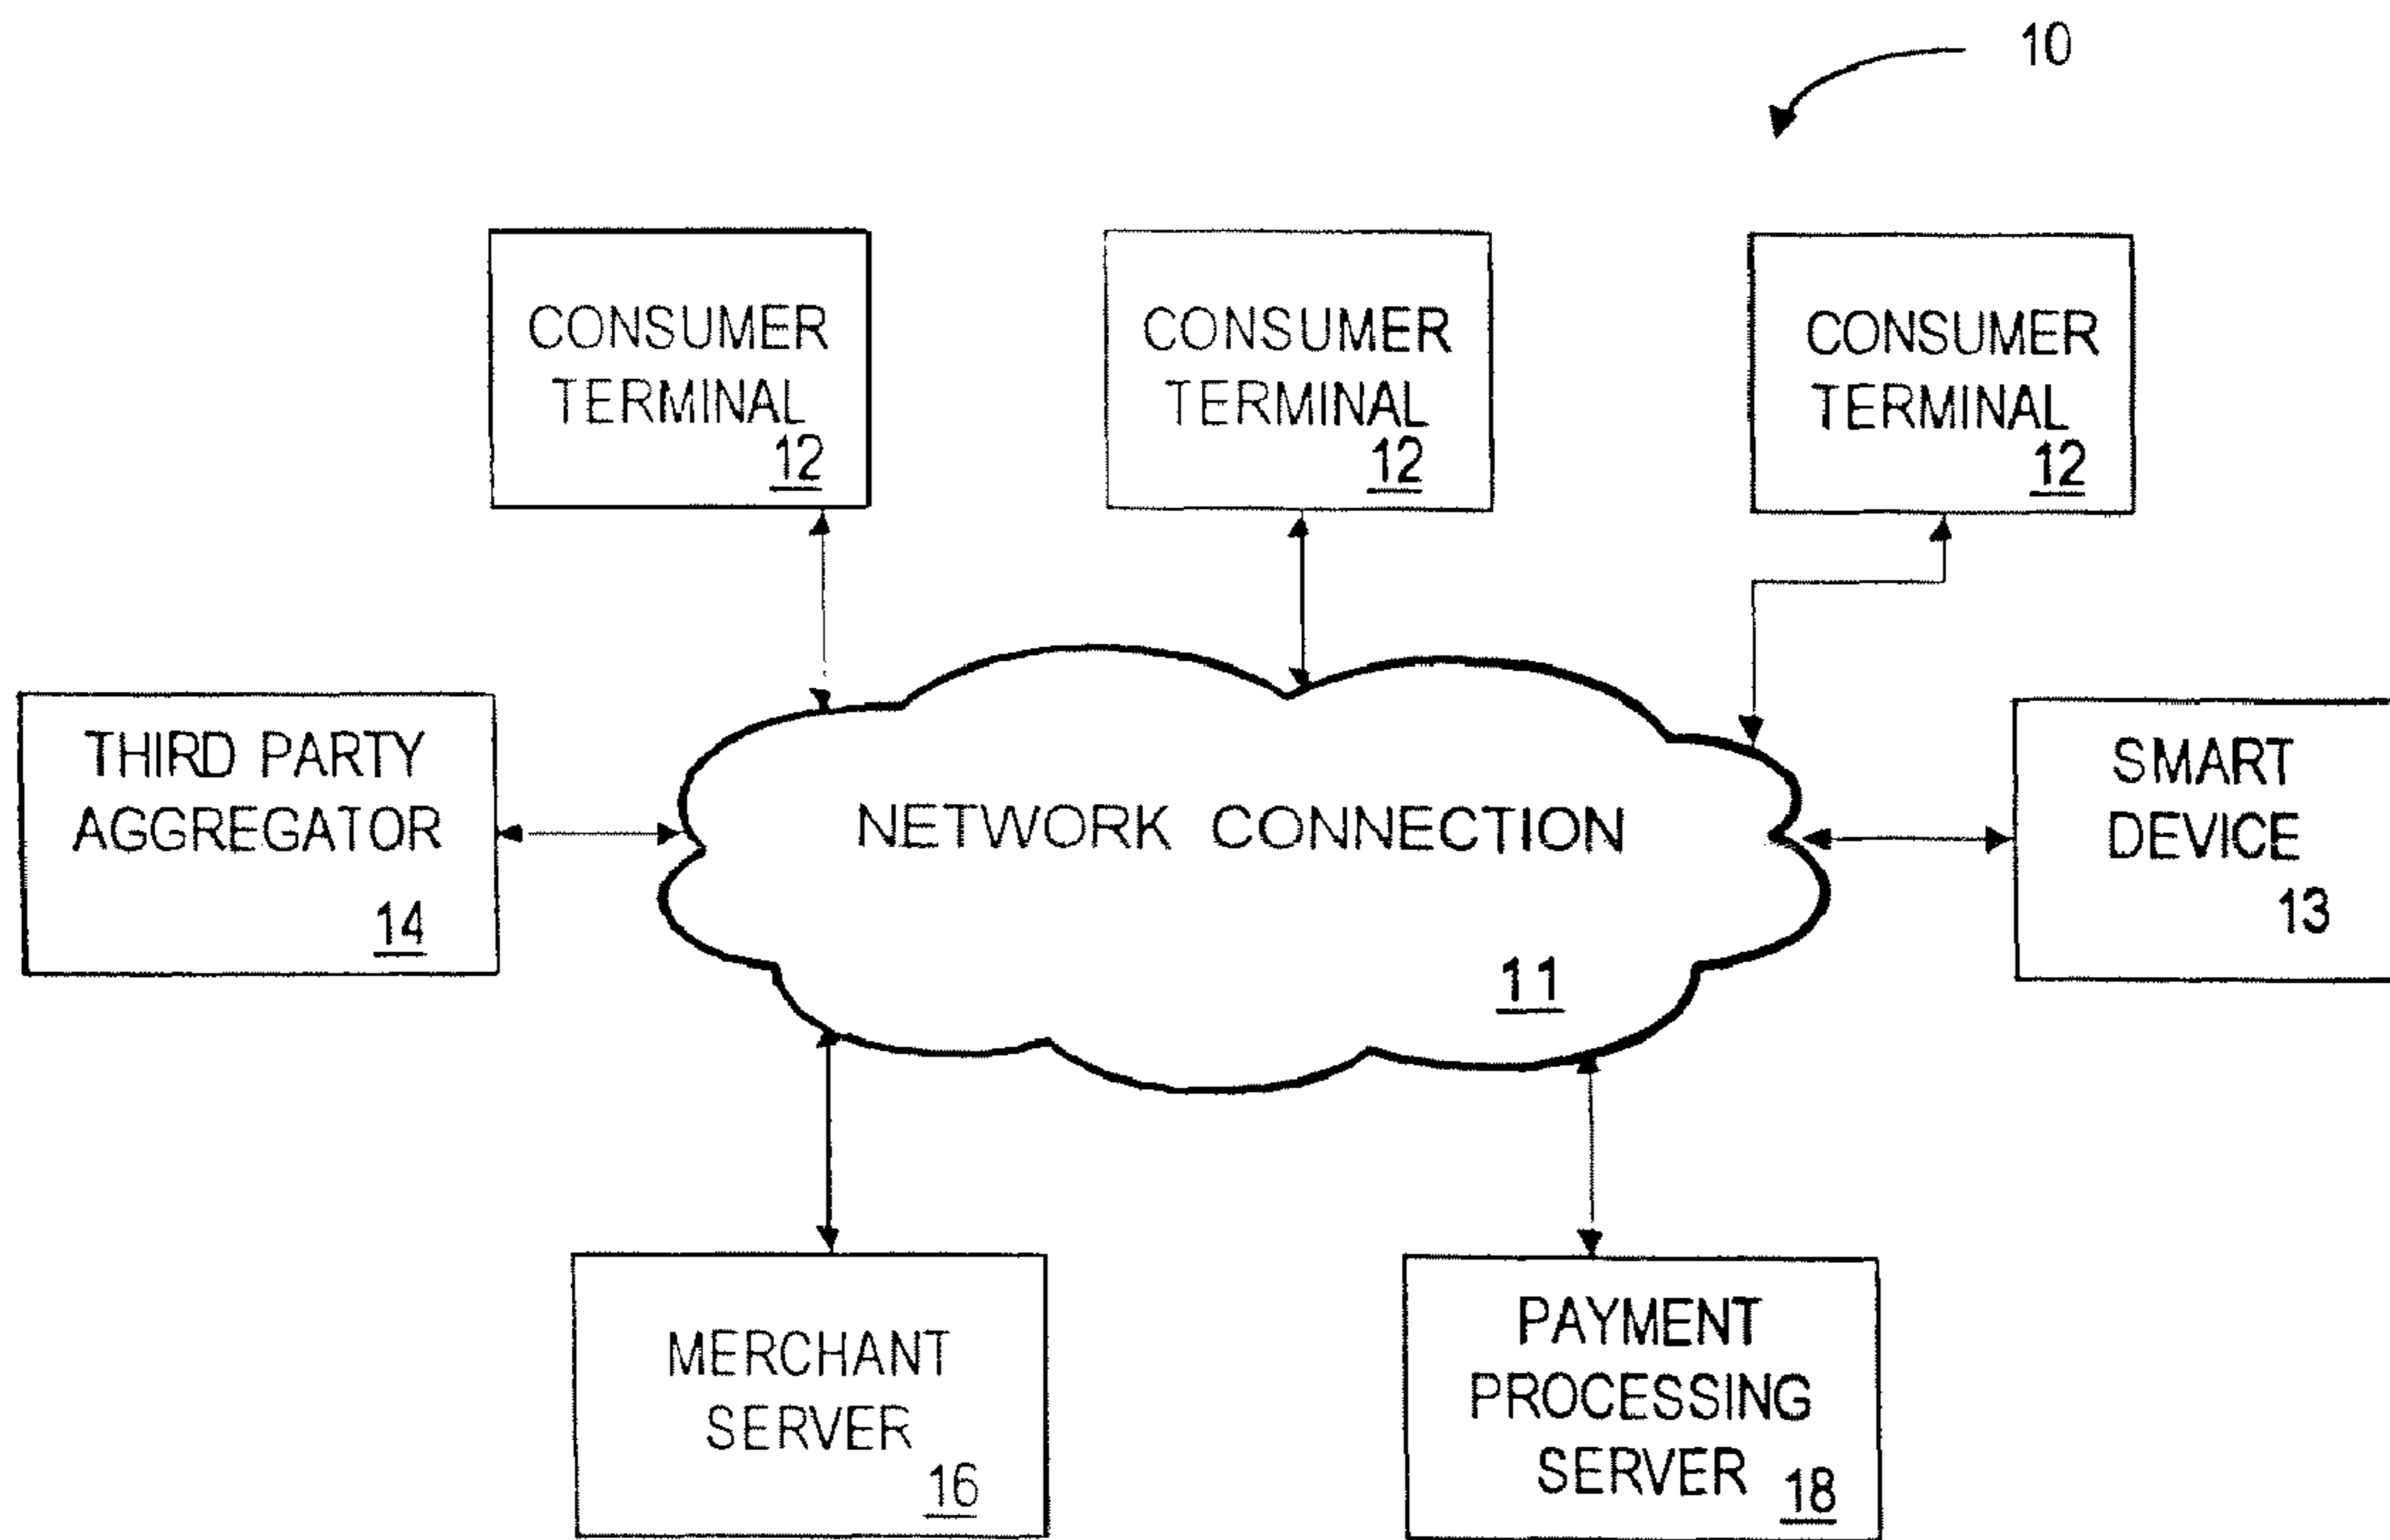 10
CONSUMER
TERMINAL
12
CONSUMER
TERMINAL
12
CONSUMER
TERMINAL
12
THIRD PARTY
AGGREGATOR
14
NETWORK CONNECTION
11
SMART
DEVICE
13
MERCHANT
SERVER
16
PAYMENT
PROCESSING
SERVER
18